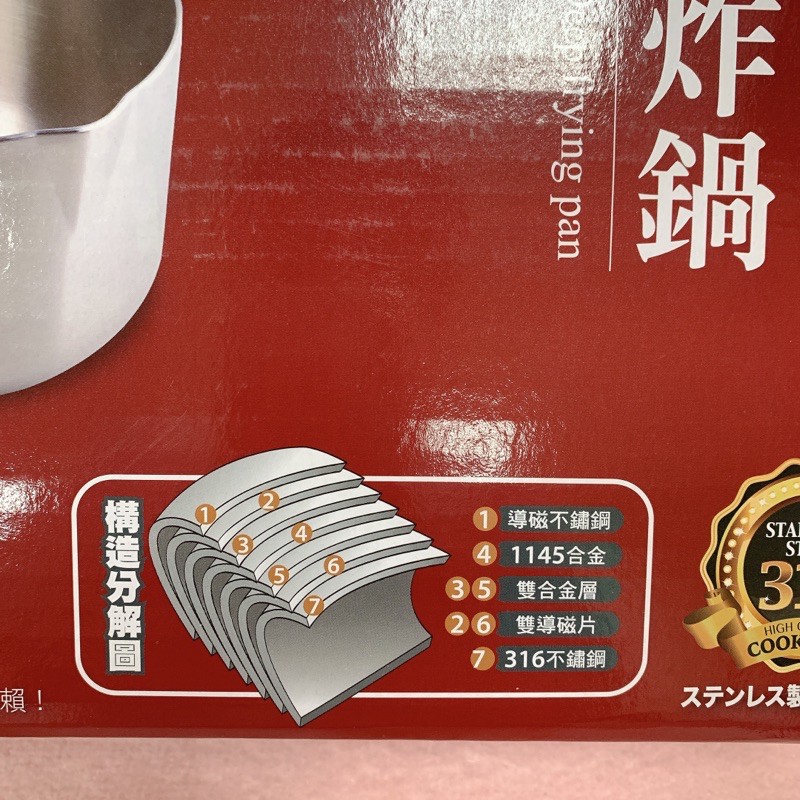 炸鍋
frying pan
構造分解圖
1 2 3 4 5 6 7
1 導磁不鏽鋼
4 1145合金
3 5 雙合金層
2 6 雙導磁片
7 316不鏽鋼
賴！
HIGH
COOK
ステンレス製